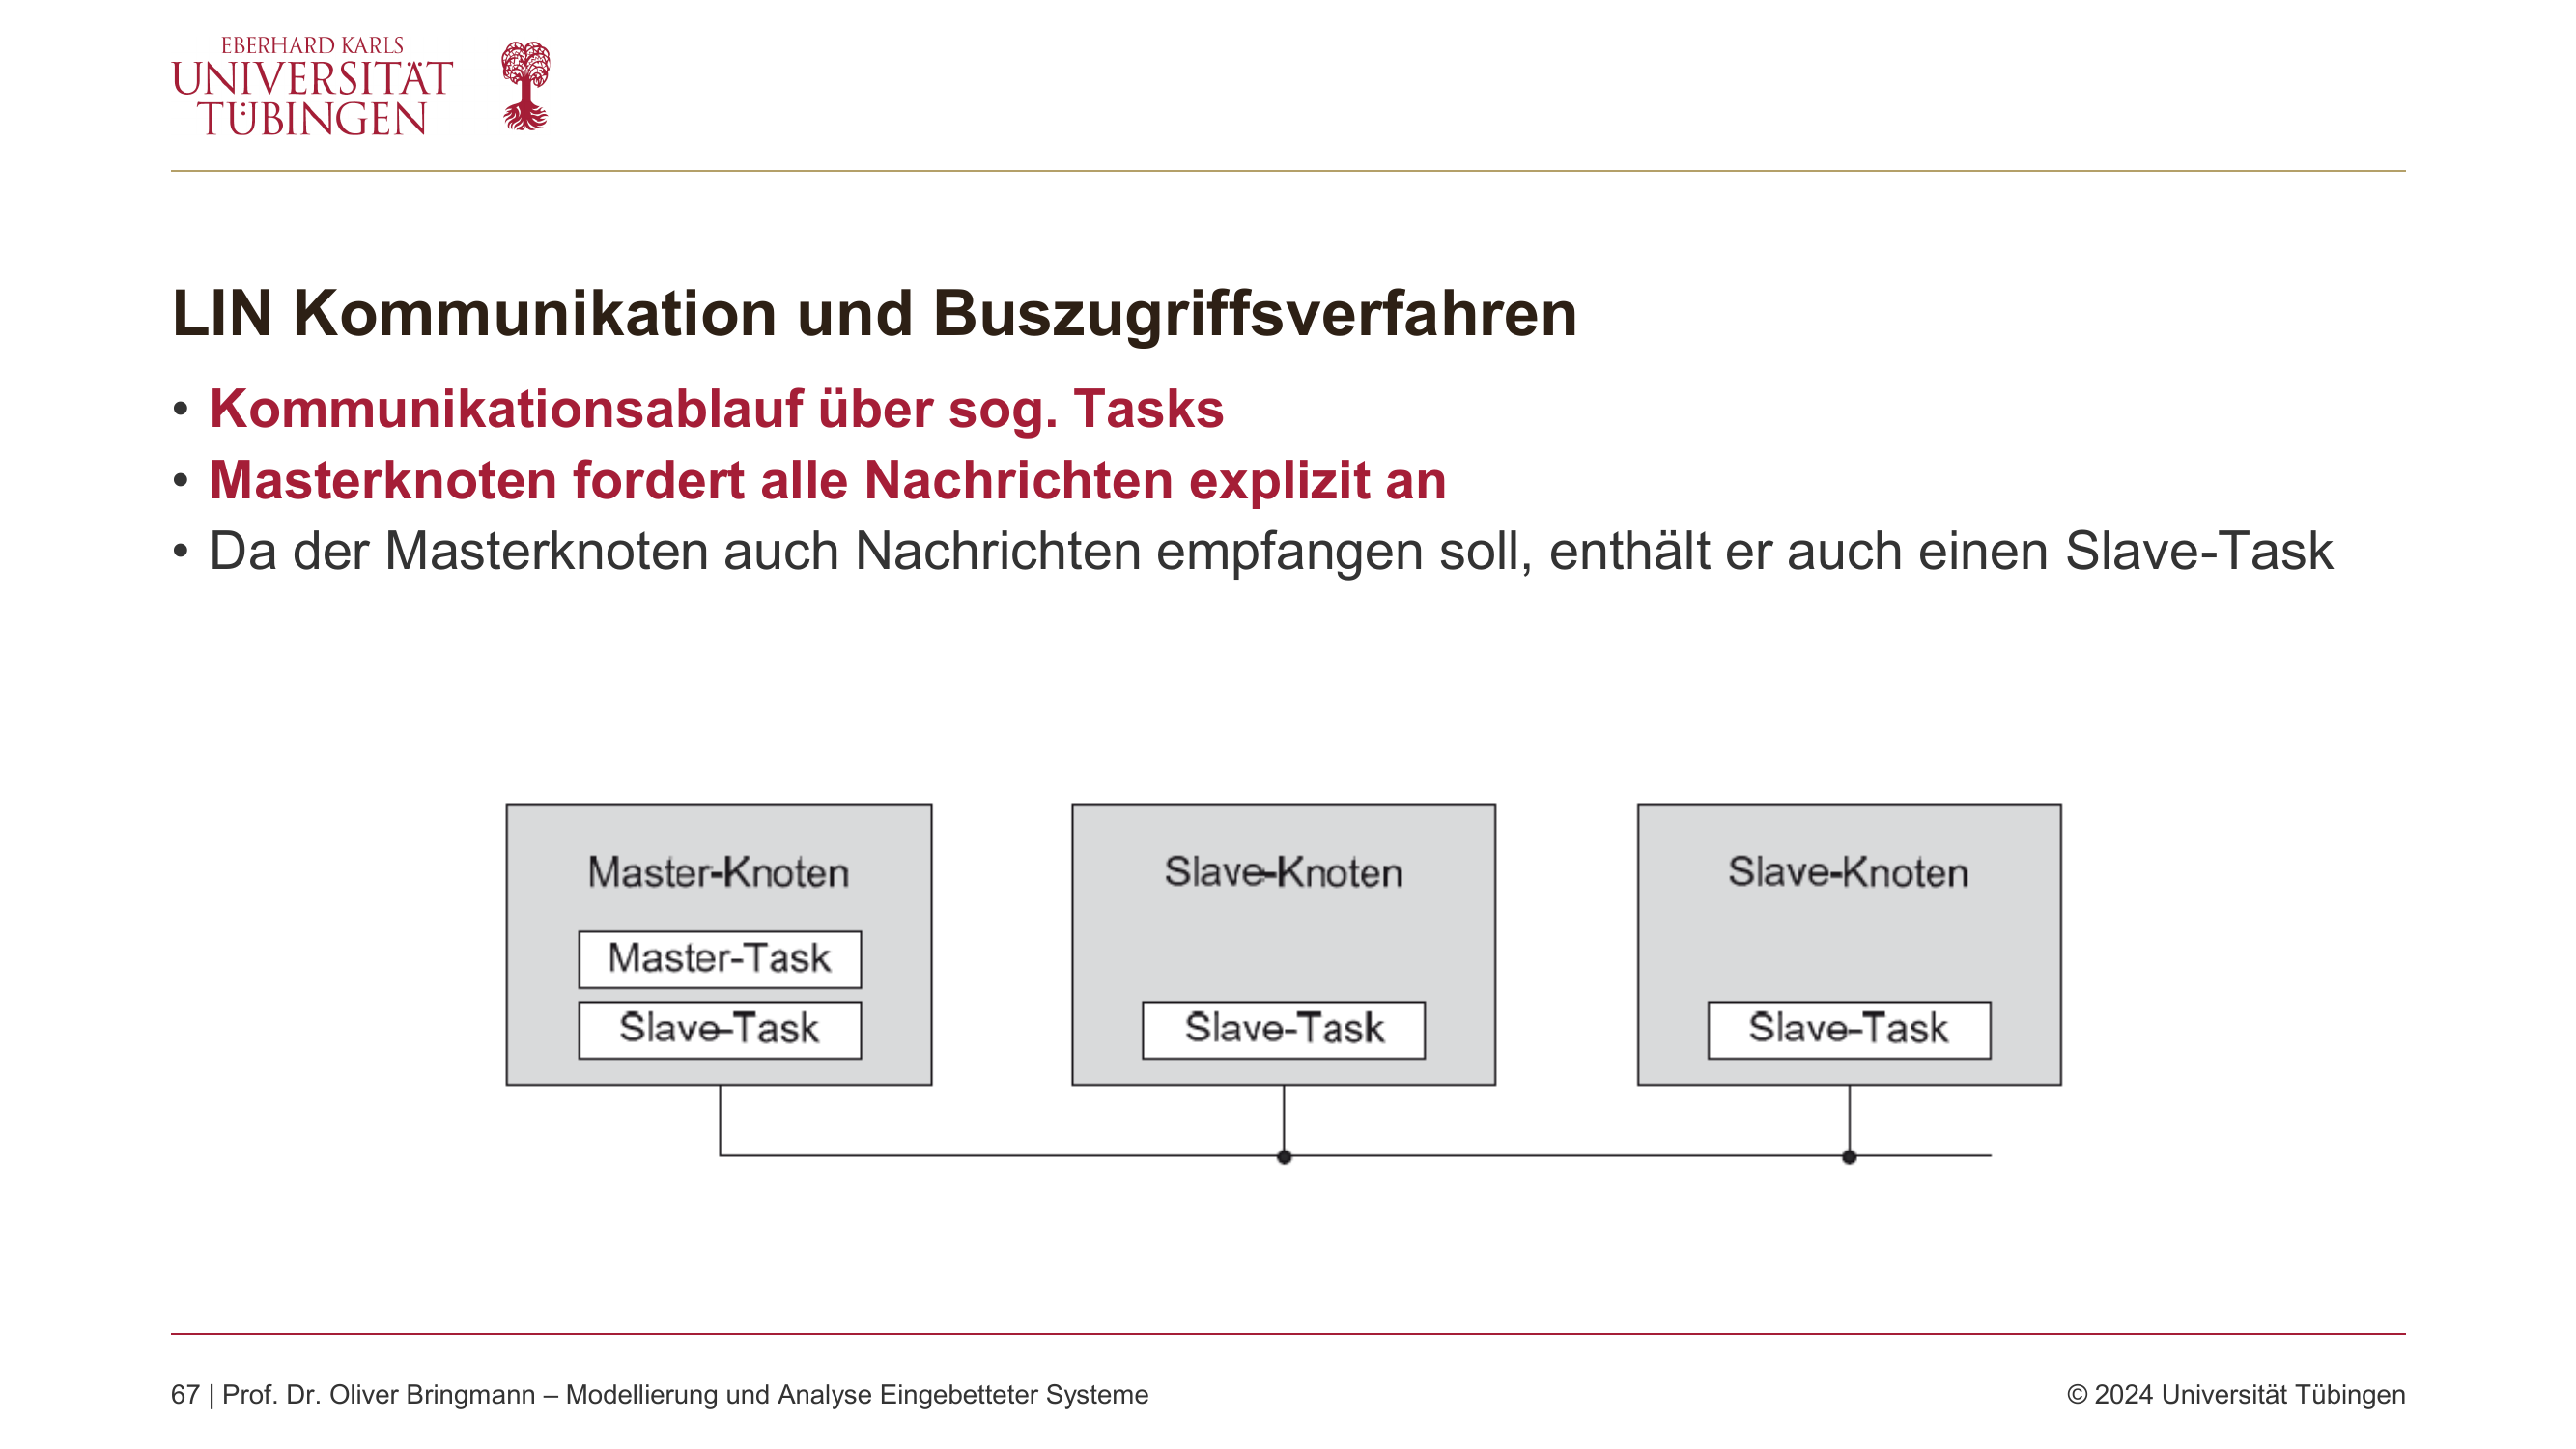 EBERHARD KARLS
UNIVERSITÄT
TÜBINGEN
LIN Kommunikation und Buszugriffsverfahren
• Kommunikationsablauf über sog. Tasks
• Masterknoten fordert alle Nachrichten explizit an
• Da der Masterknoten auch Nachrichten empfangen soll, enthält er auch einen Slave-Task
Master-Knoten
Master-Task
Slave-Task
Slave-Knoten
Slave-Task
Slave-Knoten
Slave-Task
67 | Prof. Dr. Oliver Bringmann – Modellierung und Analyse Eingebetteter Systeme
© 2024 Universität Tübingen